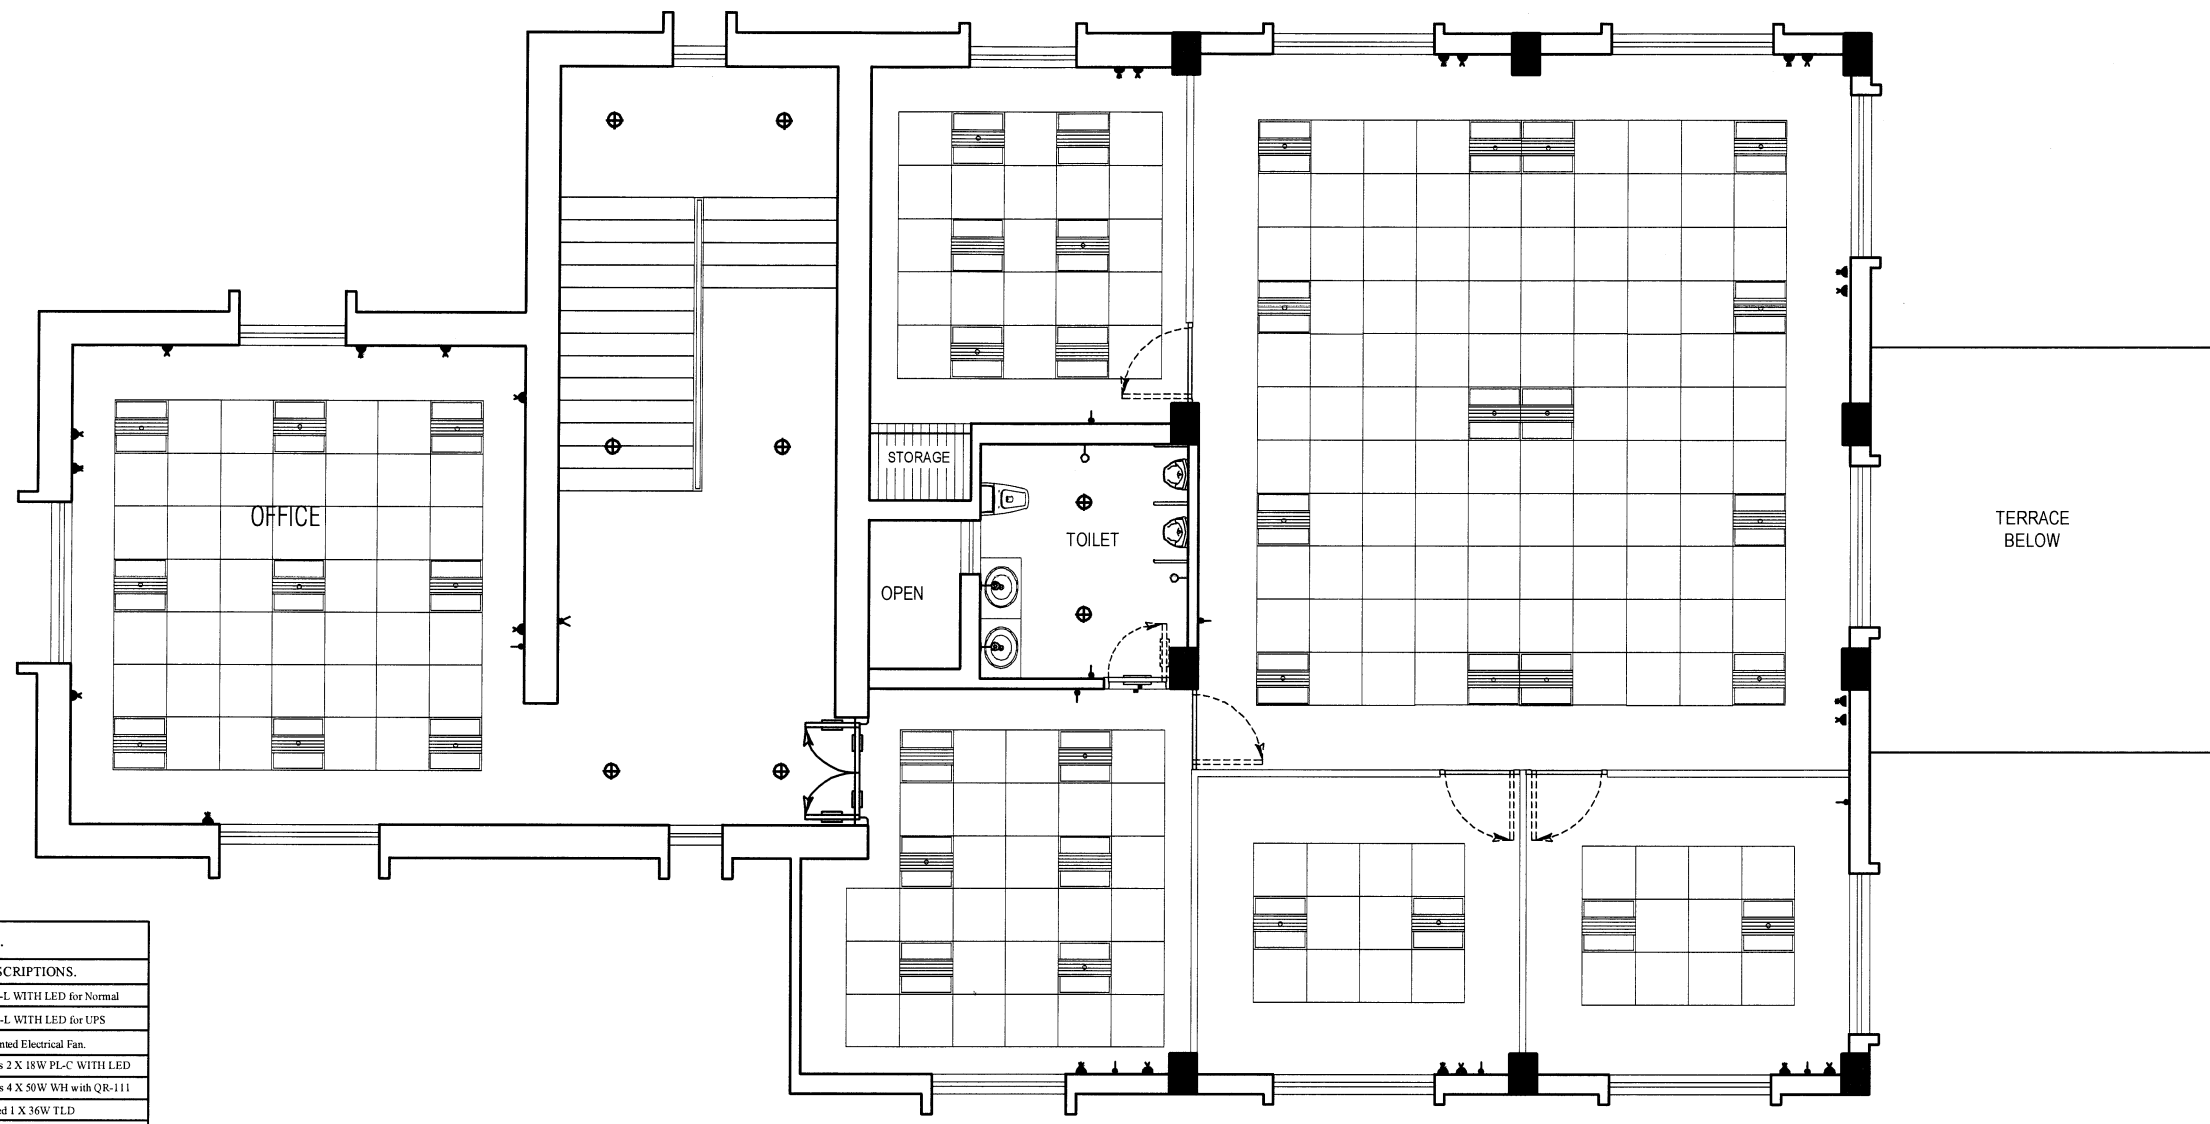 STORAGE
OFFICE
TOILET
TERRACE
BELOW
OPEN
.
SCRIPTIONS.
-L WITH LED for Normal
-L WITH LED for UPS
nted Electrical Fan.
s 2 X 18W PL-C WITH LED
s 4 X 50W WH with QR-111
ed 1 X 36W TLD